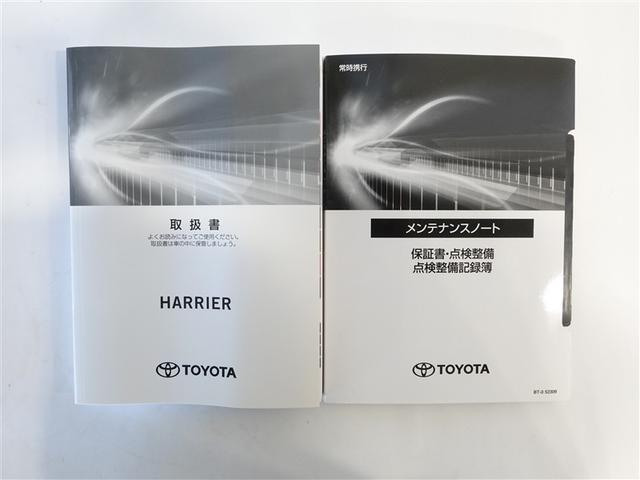 取扱書
よくお読みになってご使用ください。
取扱書は車の中に保管しましょう。
HARRIER
TOYOTA
常時携行
メンテナンスノート
保証書・点検整備
点検整備記録簿
TOYOTA